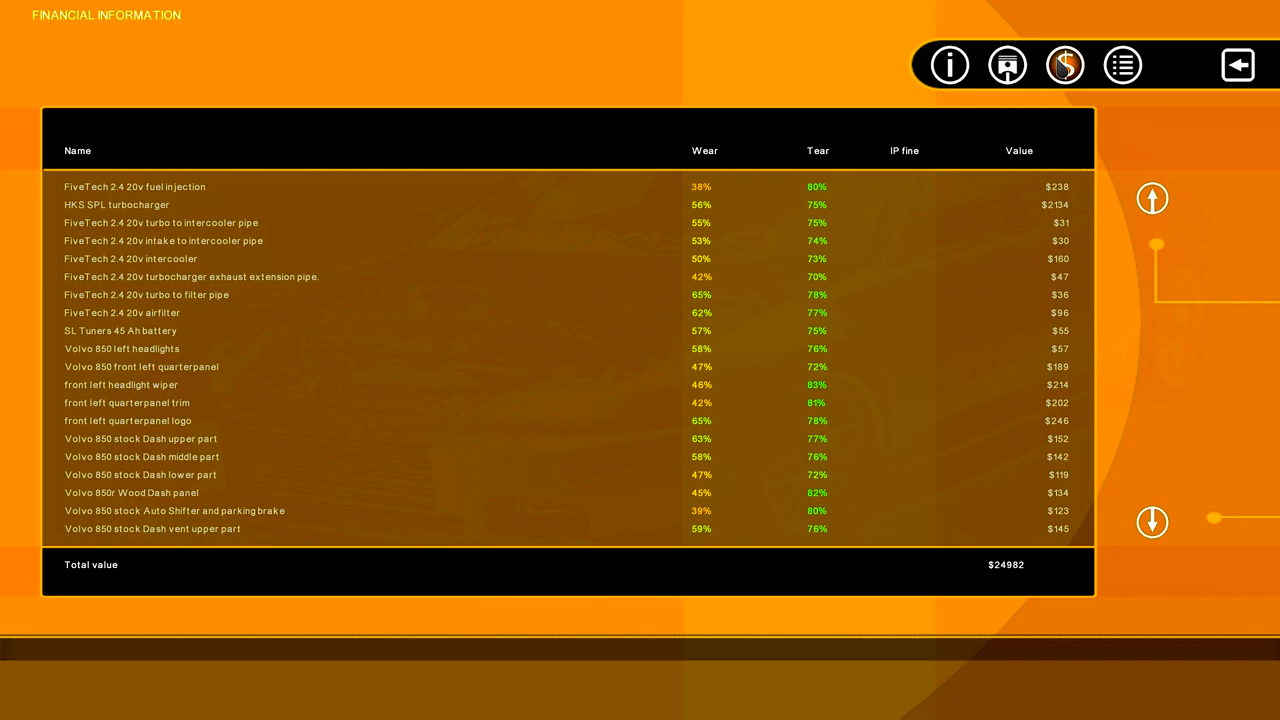 FINANCIAL INFORMATION
Name Wear Tear IP fine Value
FiveTech 2.4 20v fuel injection 38% 80% $238
HKS SPL turbocharger 56% 75% $2134
FiveTech 2.4 20v turbo to intercooler pipe 55% 75% $31
FiveTech 2.4 20v intake to intercooler pipe 53% 74% $30
FiveTech 2.4 20v intercooler 50% 73% $160
FiveTech 2.4 20v turbocharger exhaust extension pipe. 42% 70% $47
FiveTech 2.4 20v turbo to filter pipe 65% 78% $36
FiveTech 2.4 20v airfilter 62% 77% $96
SL Tuners 45 Ah battery 57% 75% $55
Volvo 850 left headlights 58% 76% $57
Volvo 850 front left quarterpanel 47% 72% $189
front left headlight wiper 46% 83% $214
front left quarterpanel trim 42% 81% $202
front left quarterpanel logo 65% 78% $246
Volvo 850 stock Dash upper part 63% 77% $152
Volvo 850 stock Dash middle part 58% 76% $142
Volvo 850 stock Dash lower part 47% 72% $119
Volvo 850r Wood Dash panel 45% 82% $134
Volvo 850 stock Auto Shifter and parking brake 39% 80% $123
Volvo 850 stock Dash vent upper part 59% 76% $145
Total value $24982